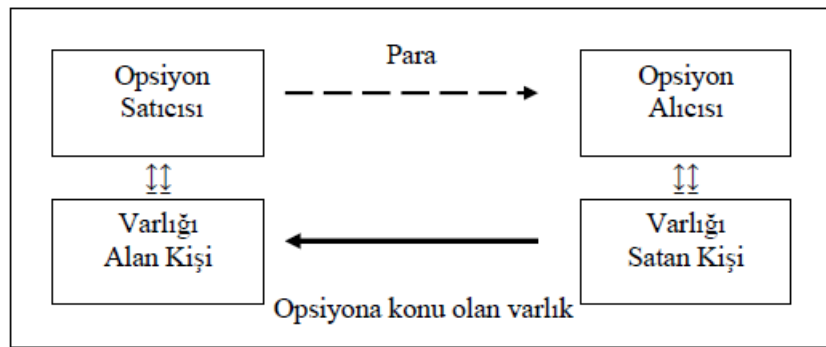 Para
Opsiyon
Satıcısı
Opsiyon
Alıcısı
Varlığı
Alan Kişi
Varlığı
Satan Kişi
Opsiyona konu olan varlık